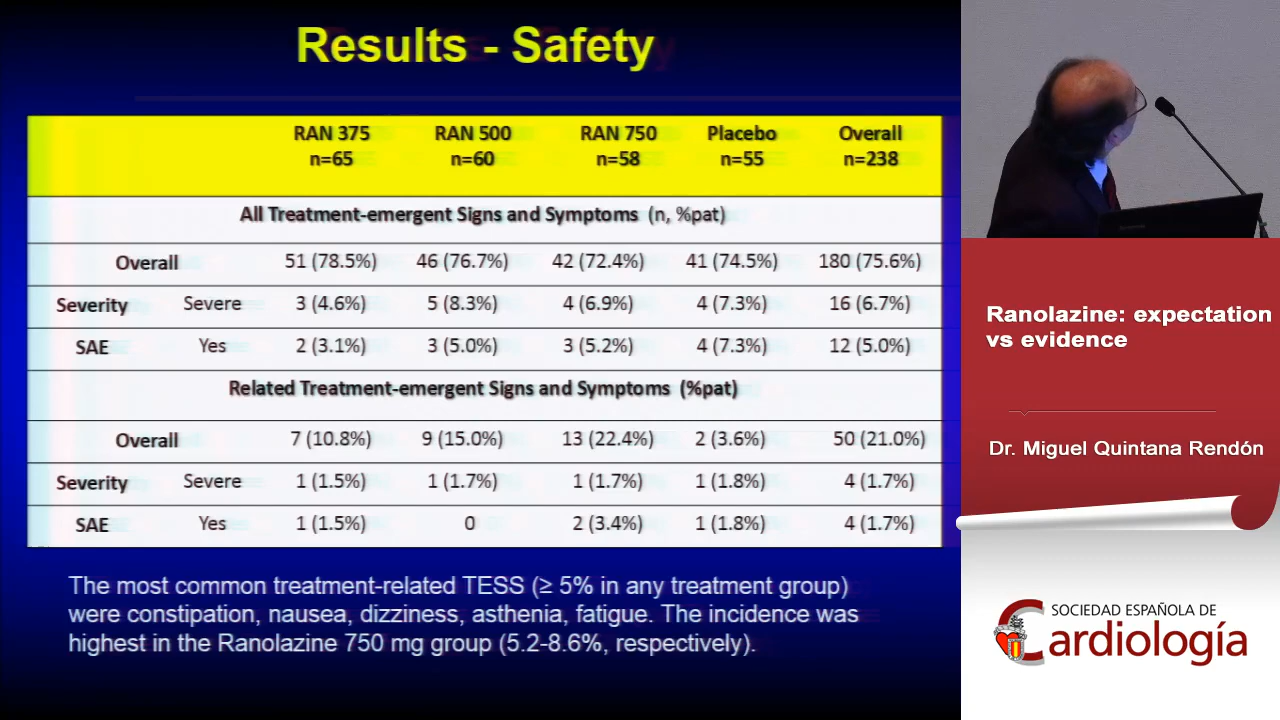 Results - Safety
RAN 375 RAN 500 RAN 750 Placebo Overall
n=65 n=60 n=58 n=55 n=238
All Treatment-emergent Signs and Symptoms (n, %pat)
Overall 51 (78.5%) 46 (76.7%) 42 (72.4%) 41 (74.5%) 180 (75.6%)
Severity Severe 3 (4.6%) 5 (8.3%) 4 (6.9%) 4 (7.3%) 16 (6.7%)
SAE Yes 2 (3.1%) 3 (5.0%) 3 (5.2%) 4 (7.3%) 12 (5.0%)
Related Treatment-emergent Signs and Symptoms (%pat)
Overall 7 (10.8%) 9 (15.0%) 13 (22.4%) 2 (3.6%) 50 (21.0%)
Severity Severe 1 (1.5%) 1 (1.7%) 1 (1.7%) 1 (1.8%) 4 (1.7%)
SAE Yes 1 (1.5%) 0 2 (3.4%) 1 (1.8%) 4 (1.7%)
The most common treatment-related TESS (≥ 5% in any treatment group)
were constipation, nausea, dizziness, asthenia, fatigue. The incidence was
highest in the Ranolazine 750 mg group (5.2-8.6%, respectively).
Ranolazine: expectation
vs evidence
Dr. Miguel Quintana Rendón
SOCIEDAD ESPAÑOLA DE
Cardiología